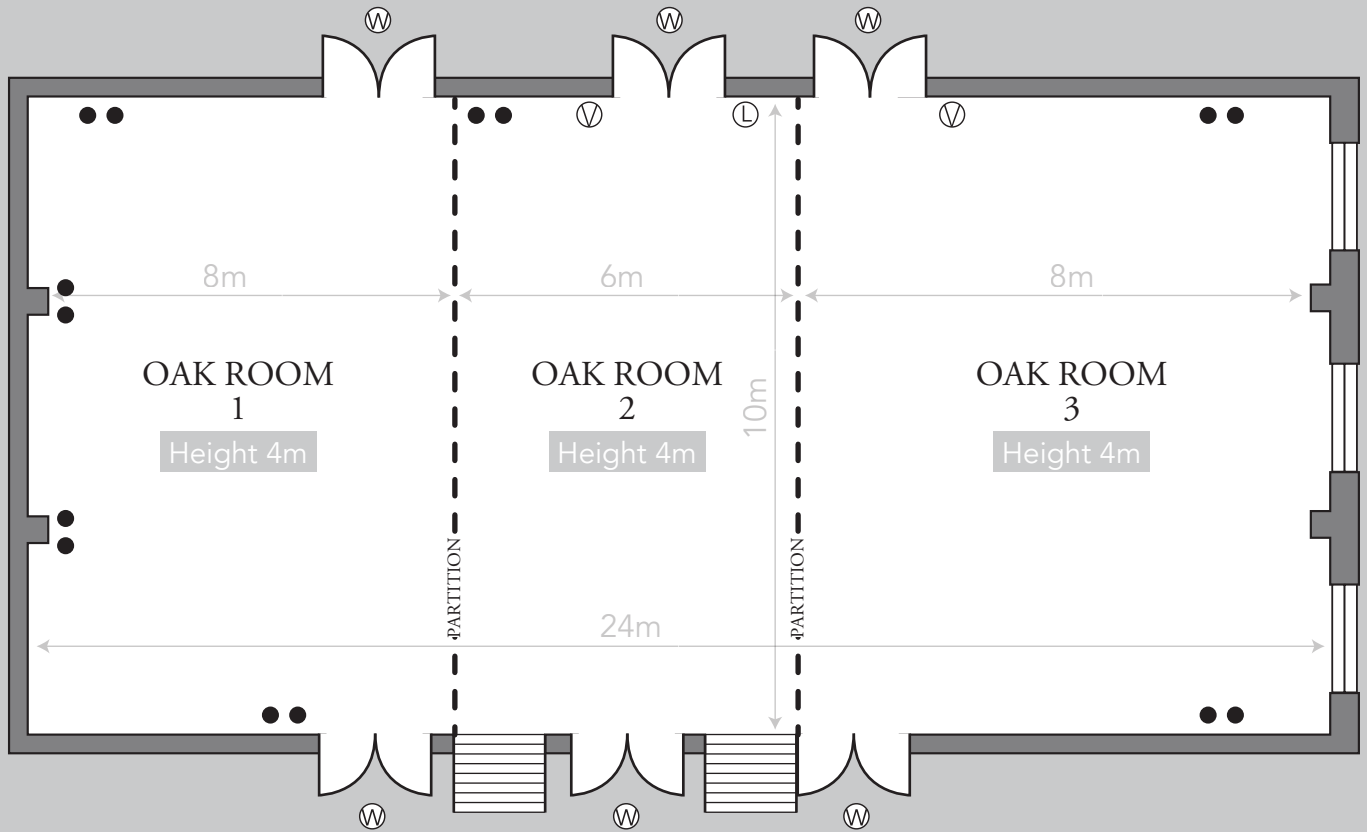 W W W
V L V
8m 6m 8m
OAK ROOM
1
Height 4m
OAK ROOM
2
Height 4m
10m
OAK ROOM
3
Height 4m
PARTITION
PARTITION
24m
W W W